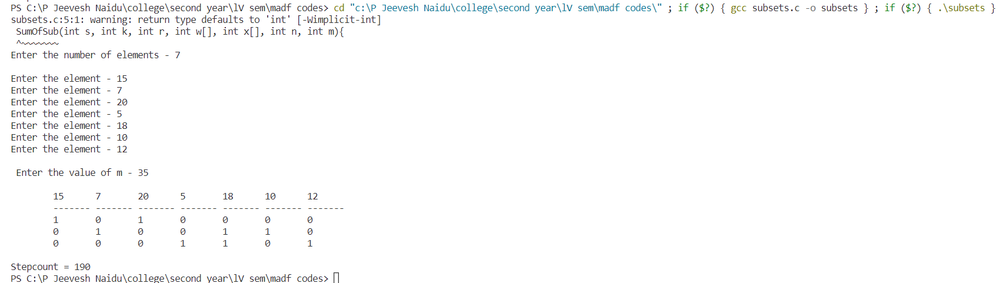 PS C:\P Jeevesh Naidu\college\second year\lV sem\madf codes> cd "c:\P Jeevesh Naidu\college\second year\lV sem\madf codes\" ; if ($?) { gcc subsets.c -o subsets } ; if ($?) { .\subsets }
subsets.c:5:1: warning: return type defaults to 'int' [-Wimplicit-int]
 SumOfSub(int s, int k, int r, int w[], int x[], int n, int m){
 ^~~~~~~~
Enter the number of elements - 7
Enter the element - 15
Enter the element - 7
Enter the element - 20
Enter the element - 5
Enter the element - 18
Enter the element - 10
Enter the element - 12
 Enter the value of m - 35
        15      7       20      5       18      10      12
        ------- ------- ------- ------- ------- ------- -------
        1       0       1       0       0       0       0
        0       1       0       0       1       1       0
        0       0       0       1       1       0       1
Stepcount = 190
PS C:\P Jeevesh Naidu\college\second year\lV sem\madf codes>